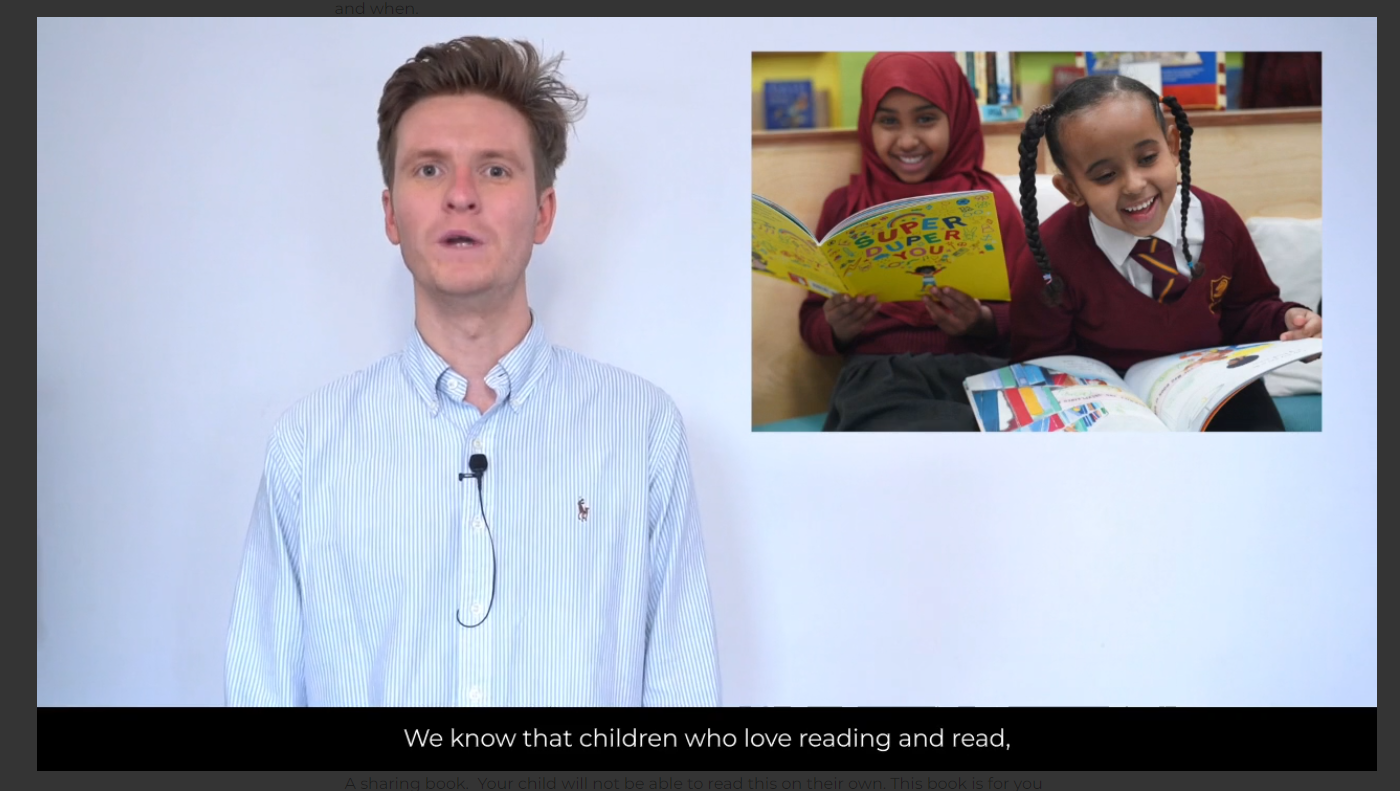 and when.
SUPER
DUPER
YOU
We know that children who love reading and read,
A sharing book. Your child will not be able to read this on their own. This book is for you